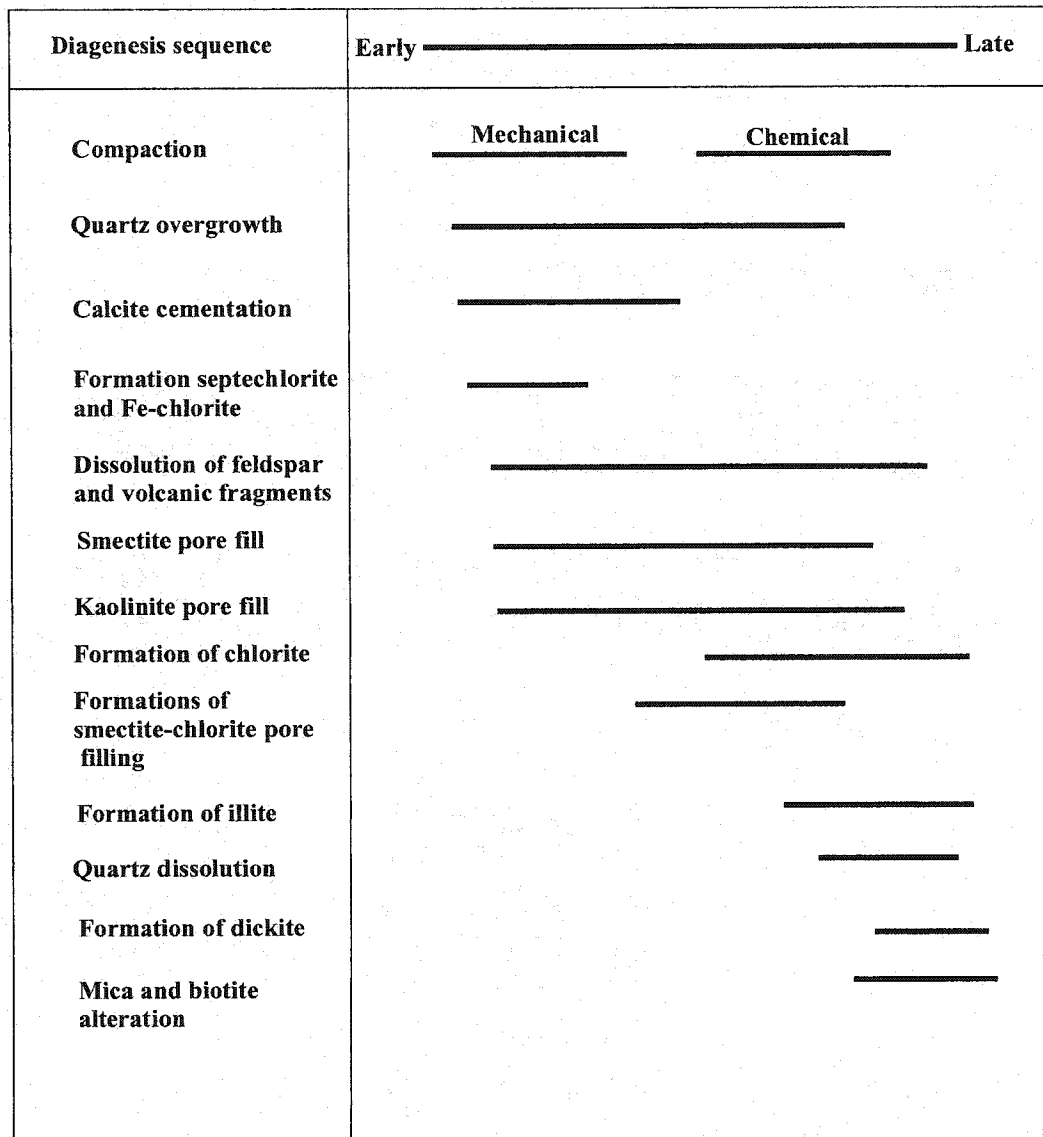 Diagenesis sequence
Early
Late
Compaction
Mechanical
Chemical
Quartz overgrowth
Calcite cementation
Formation septechlorite
and Fe-chlorite
Dissolution of feldspar
and volcanic fragments
Smectite pore fill
Kaolinite pore fill
Formation of chlorite
Formations of
smectite-chlorite pore
filling
Formation of illite
Quartz dissolution
Formation of dickite
Mica and biotite
alteration